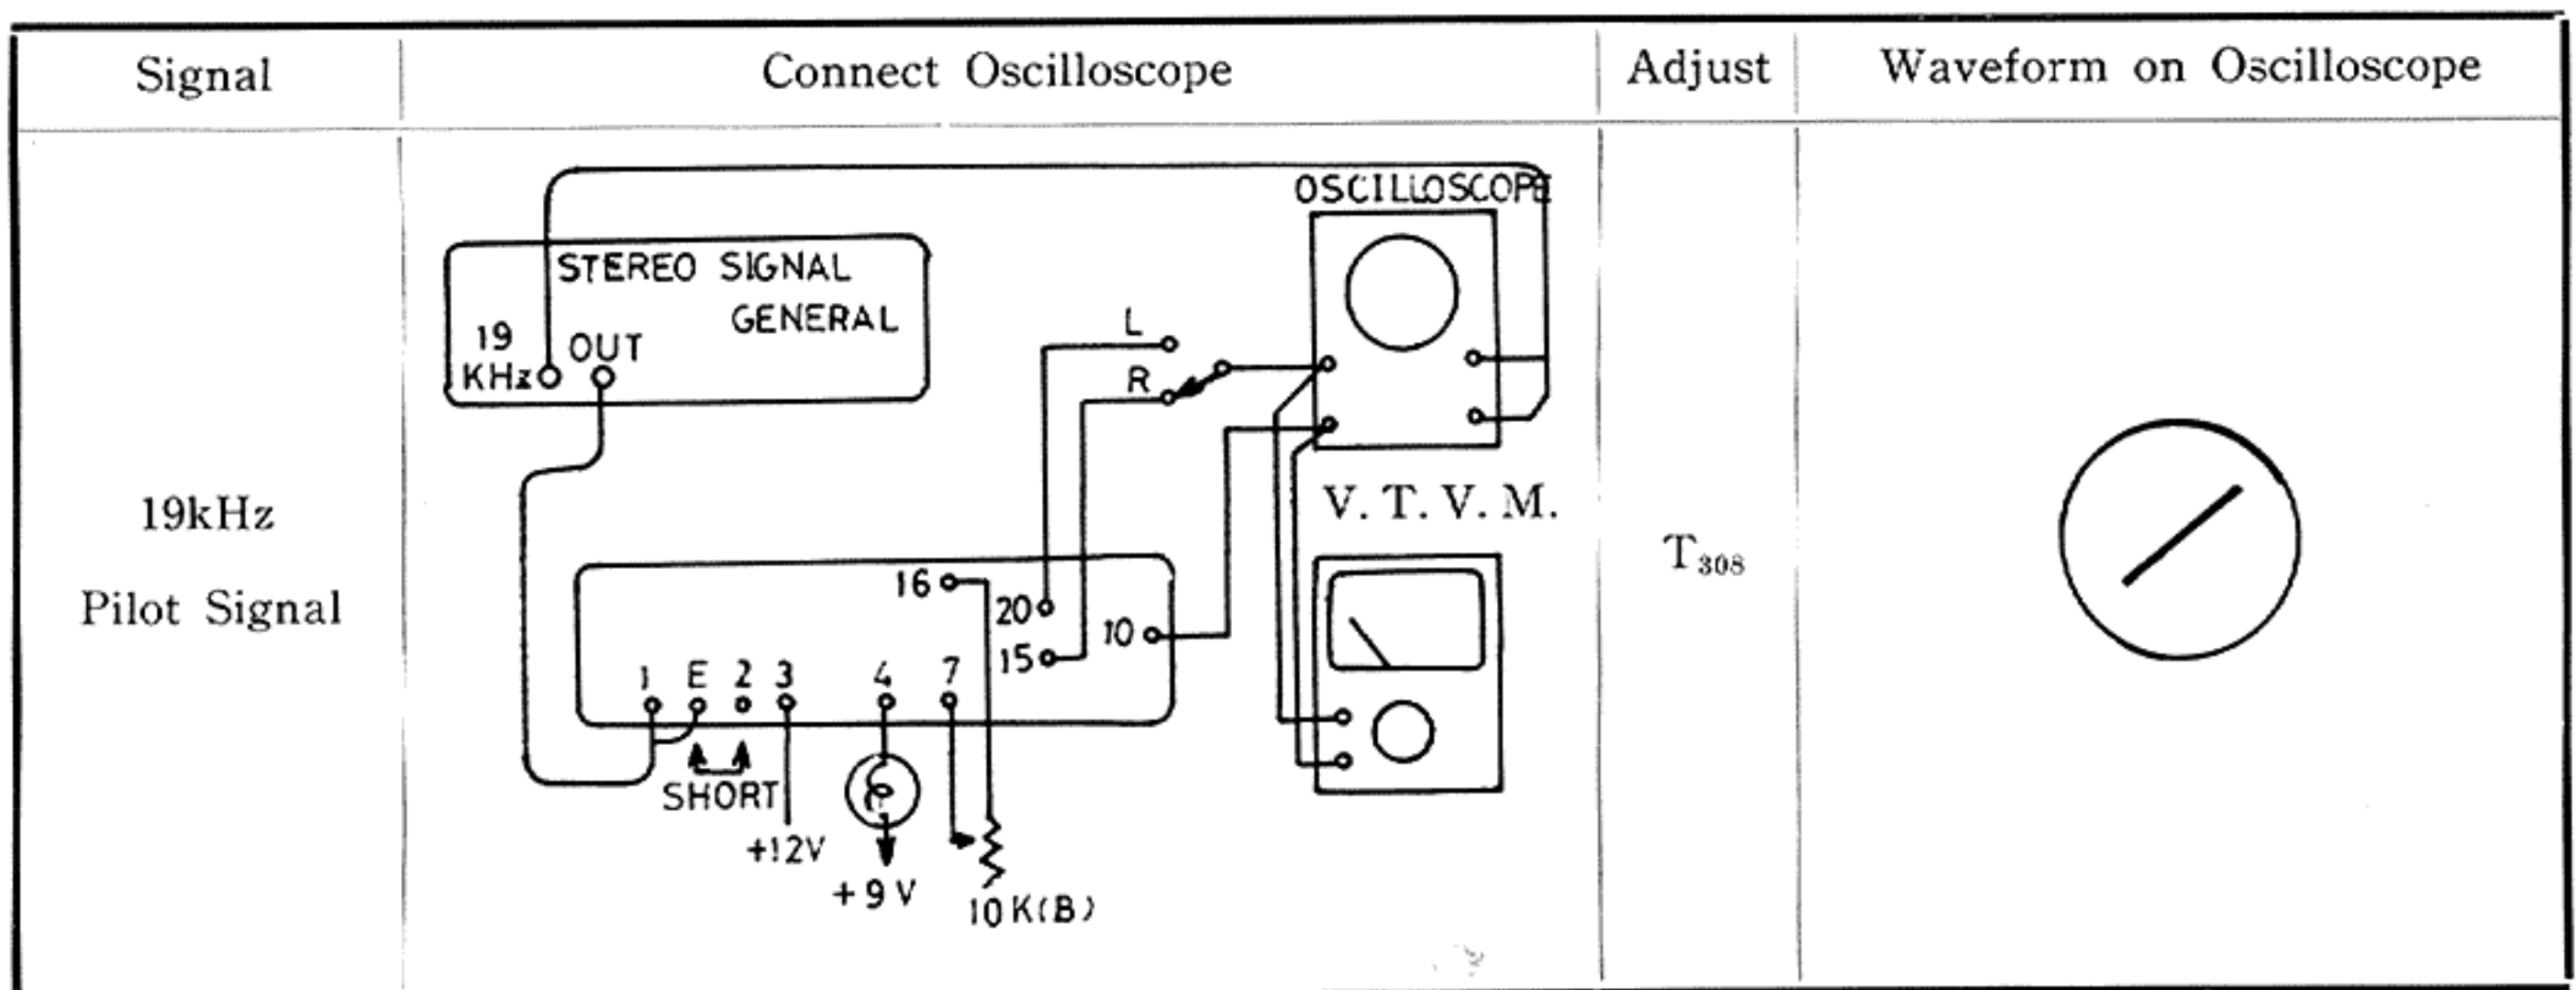 Signal Connect Oscilloscope Adjust Waveform on Oscilloscope
OSCILLOSCOPE
STEREO SIGNAL
GENERAL
19
KHz OUT
L
R
19kHz
Pilot Signal
V. T. V. M.
T308
16
20
10
15
1 E 2 3 4 7
SHORT
+12V
+9V
10K(B)